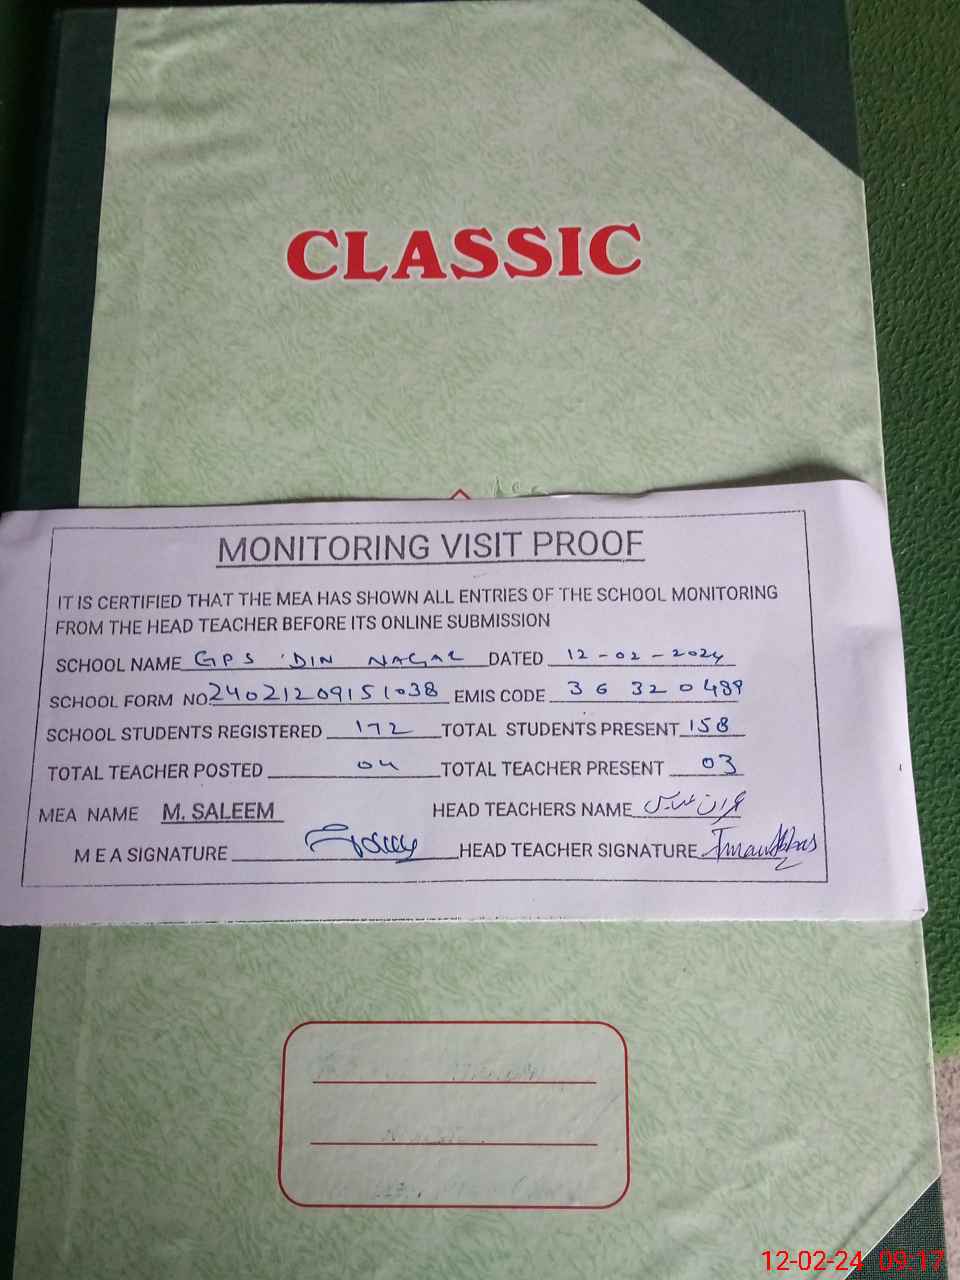 CLASSIC
MONITORING VISIT PROOF
IT IS CERTIFIED THAT THE MEA HAS SHOWN ALL ENTRIES OF THE SCHOOL MONITORING
FROM THE HEAD TEACHER BEFORE ITS ONLINE SUBMISSION
SCHOOL NAME GPS DIN NAGAR DATED 12-02-2024
SCHOOL FORM NO 24021209151038 EMIS CODE 36320489
SCHOOL STUDENTS REGISTERED 172 TOTAL STUDENTS PRESENT 158
TOTAL TEACHER POSTED 04 TOTAL TEACHER PRESENT 03
MEA NAME M. SALEEM HEAD TEACHERS NAME
M E A SIGNATURE HEAD TEACHER SIGNATURE
12-02-24 09:17